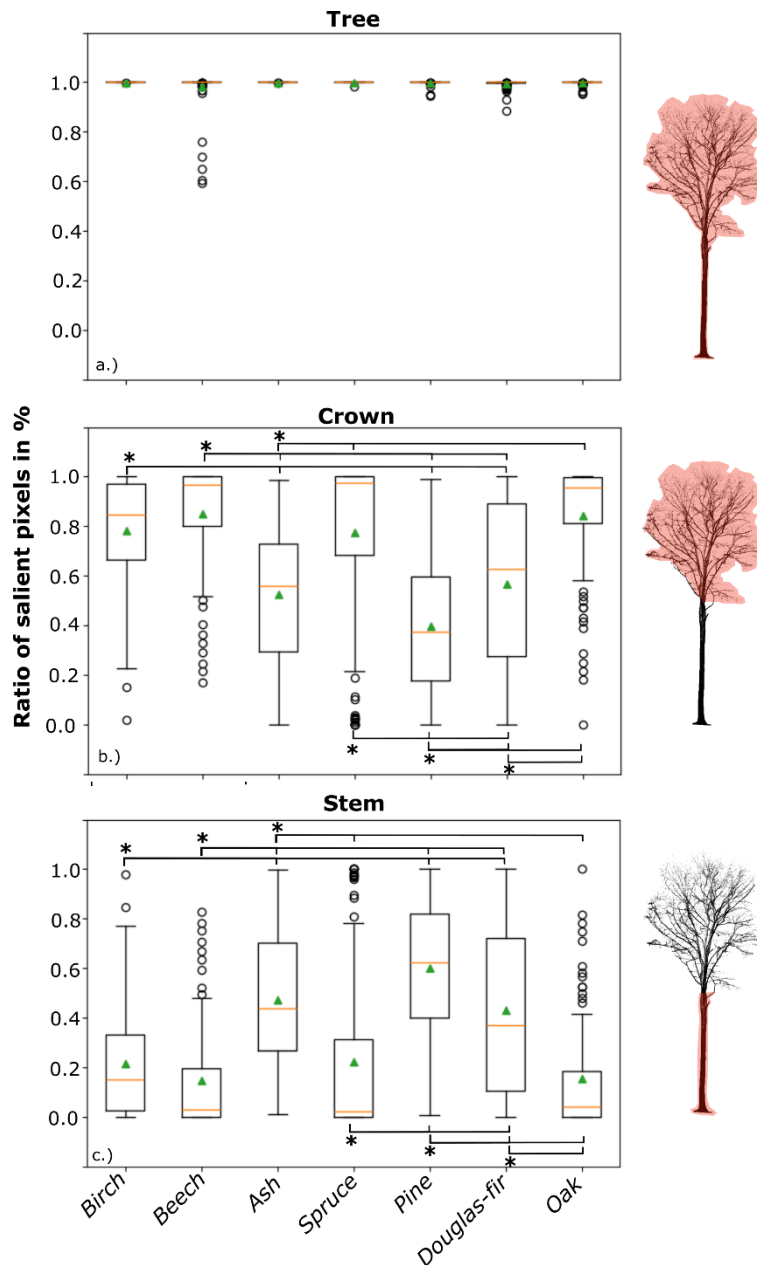 Tree
1.0
0.8
0.6
0.4
0.2
0.0
a.)
Ratio of salient pixels in %
Crown
* * *
1.0
0.8
0.6
0.4
0.2
0.0
b.)
* * *
Stem
* * *
1.0
0.8
0.6
0.4
0.2
0.0
c.)
* * *
Birch
Beech
Ash
Spruce
Pine
Douglas-fir
Oak